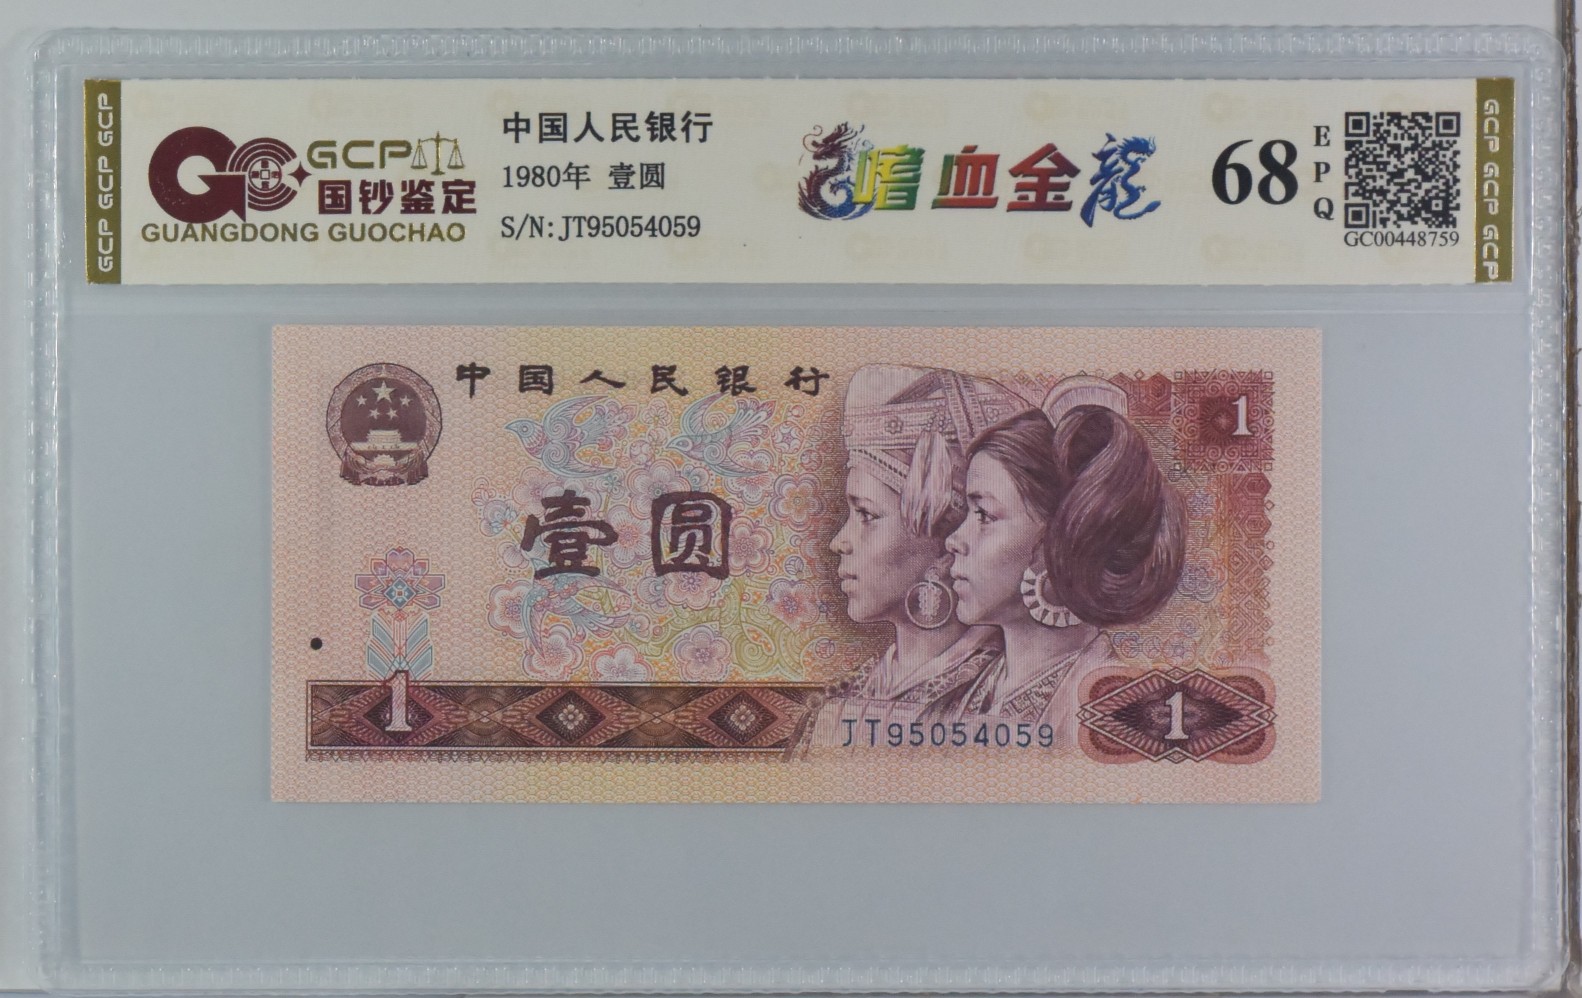 GCP GCP GCP
GCP
国钞鉴定
GUANGDONG GUOCHAO
中国人民银行
1980年 壹圆
S/N:JT95054059
嗜血金龍
68
EPQ
GC00448759
GCP GCP GCP
中国人民银行
1
壹圆
1
JT95054059
1